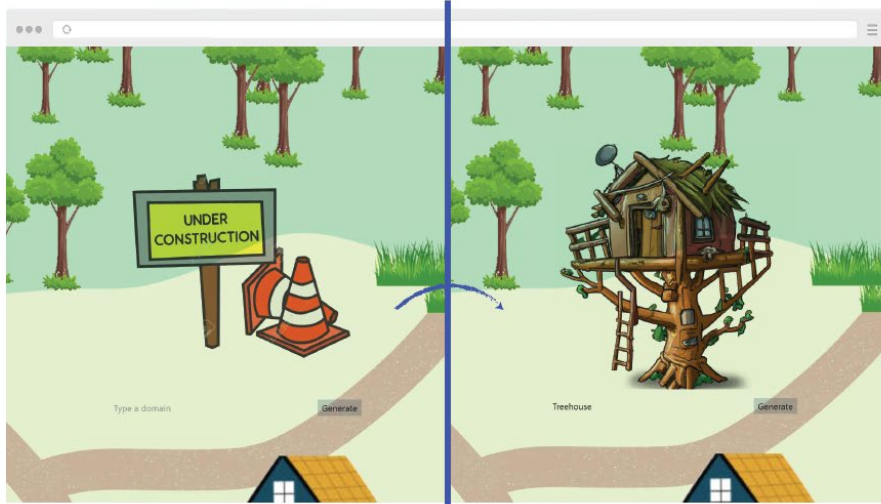 UNDER
CONSTRUCTION
Type a domain
Generate
Treehouse
Generate